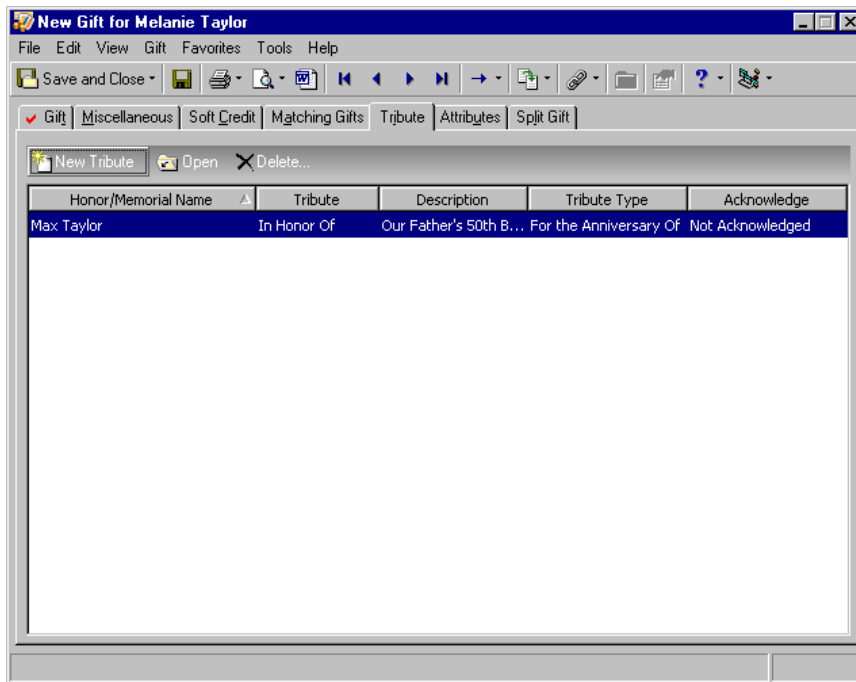 New Gift for Melanie Taylor
File Edit View Gift Favorites Tools Help
Save and Close
Gift Miscellaneous Soft Credit Matching Gifts Tribute Attributes Split Gift
New Tribute Open Delete...
Honor/Memorial Name Tribute Description Tribute Type Acknowledge
Max Taylor In Honor Of Our Father's 50th B... For the Anniversary Of Not Acknowledged